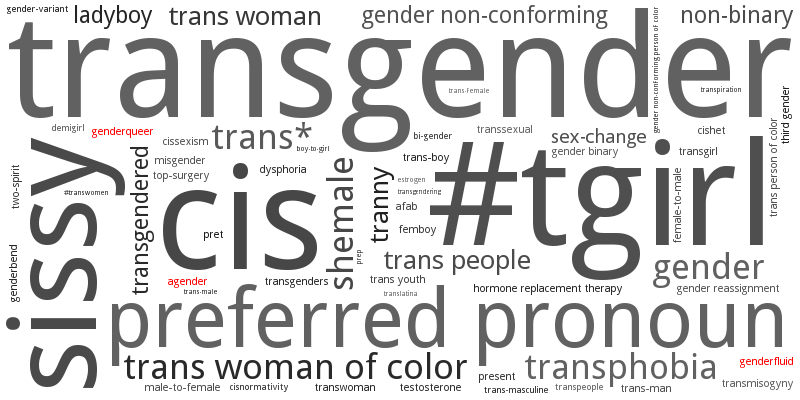 gender-variant
ladyboy
trans woman
gender non-conforming
non-binary
transgender
gender non-conforming person of color
trans-female
transpiration
third gender
demigirl
genderqueer
cissexism
trans*
boy-to-girl
bi-gender
transsexual
sex-change
cishet
gender binary
transgirl
trans person of color
sissy
two-spirit
#transwomen
transgendered
misgender
top-surgery
dysphoria
cis
shemale
tranny
trans-boy
estrogen
transgendering
afab
femboy
#tgirl
female-to-male
pret
prep
genderbend
agender
trans-male
transgenders
trans people
trans youth
translatina
hormone replacement therapy
gender
gender reassignment
preferred pronoun
trans woman of color
transphobia
genderfluid
male-to-female
cisnormativity
transwoman
testosterone
present
trans-masculine
transpeople
trans-man
transmisogyny